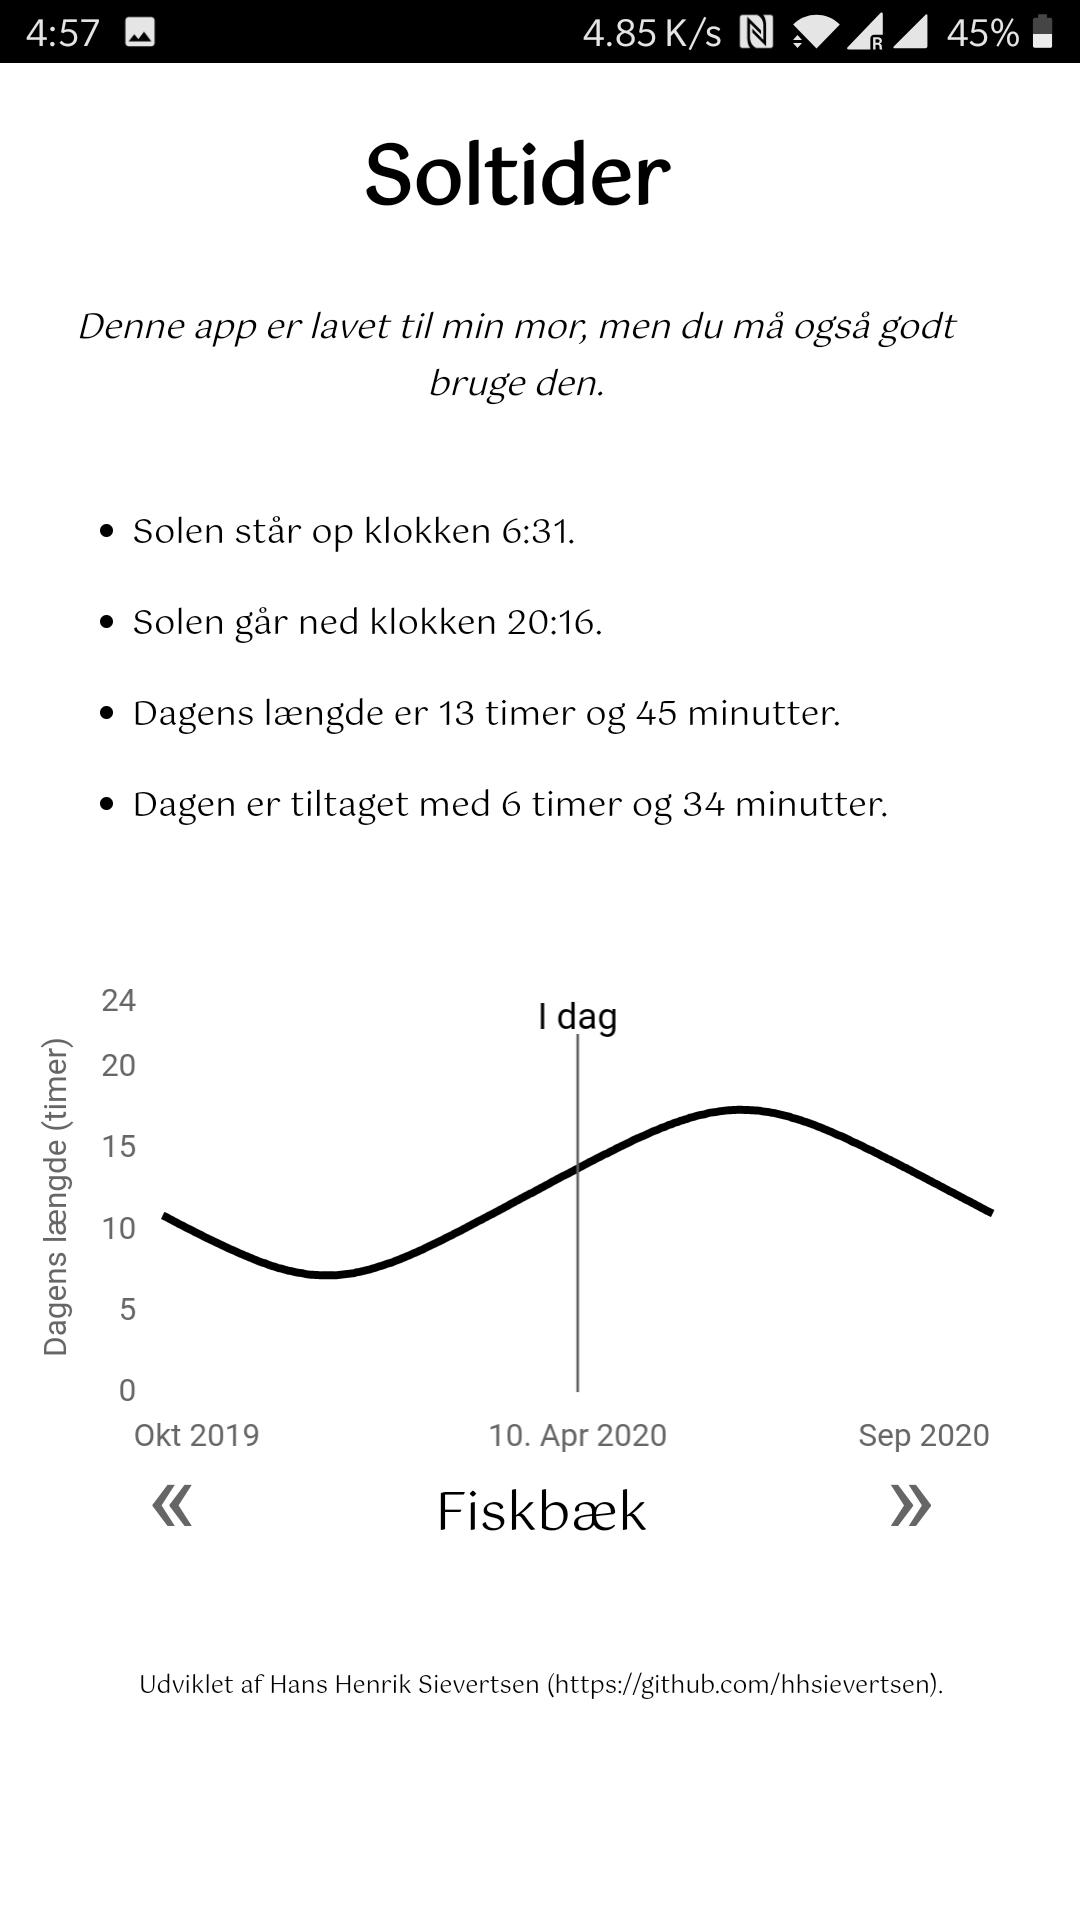 4:57 4.85 K/s R 45%
Soltider
Denne app er lavet til min mor, men du må også godt
bruge den.
• Solen står op klokken 6:31.
• Solen går ned klokken 20:16.
• Dagens længde er 13 timer og 45 minutter.
• Dagen er tiltaget med 6 timer og 34 minutter.
Dagens længde (timer)
24
20
15
10
5
0
I dag
Okt 2019 10. Apr 2020 Sep 2020
« Fiskbæk »
Udviklet af Hans Henrik Sievertsen (https://github.com/hhsievertsen).